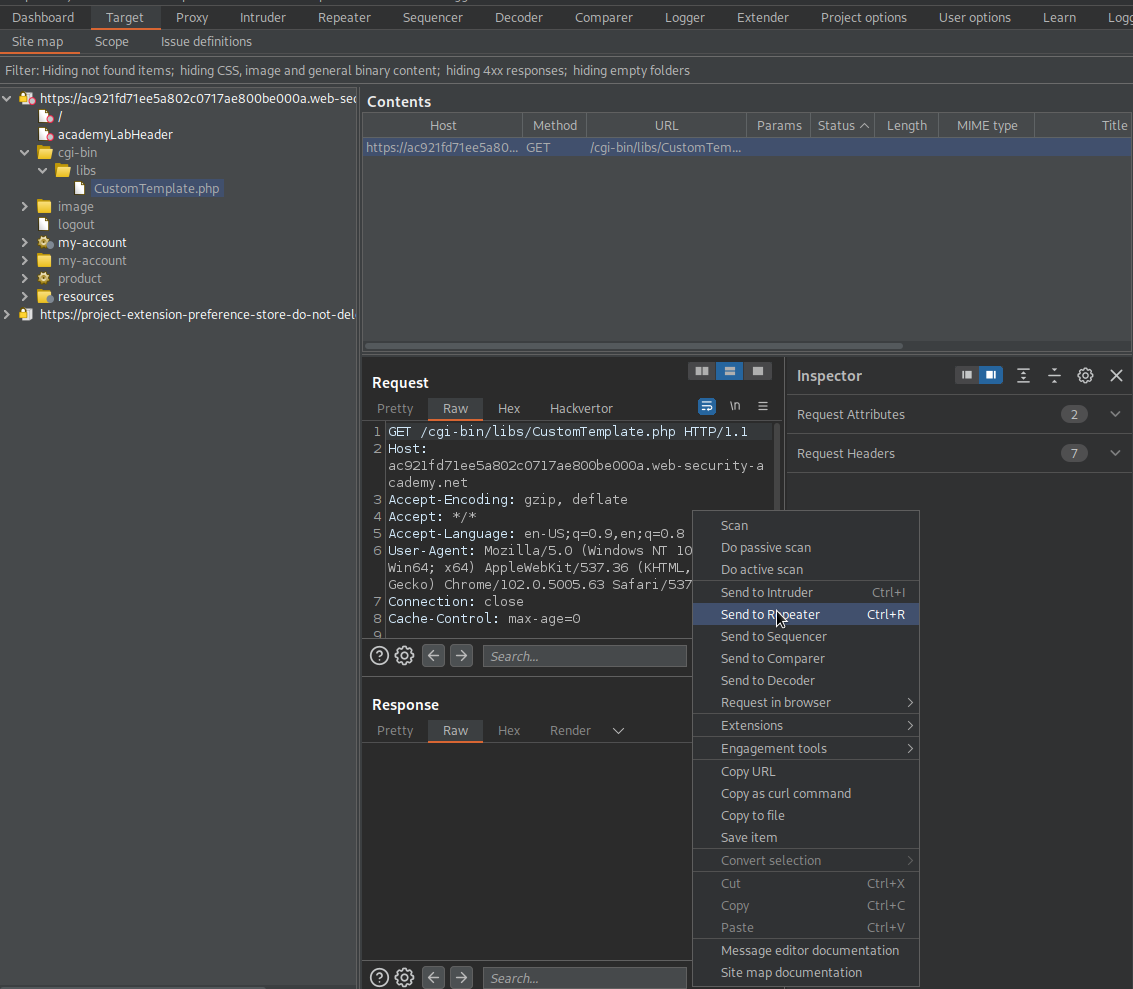 Dashboard Target Proxy Intruder Repeater Sequencer Decoder Comparer Logger Extender Project options User options Learn Logg
Site map Scope Issue definitions
Filter: Hiding not found items; hiding CSS, image and general binary content; hiding 4xx responses; hiding empty folders
https://ac921fd71ee5a802c0717ae800be000a.web-sec
/
academyLabHeader
cgi-bin
libs
CustomTemplate.php
image
logout
my-account
my-account
product
resources
https://project-extension-preference-store-do-not-del
Contents
Host Method URL Params Status Length MIME type Title
https://ac921fd71ee5a80... GET /cgi-bin/libs/CustomTem...
Request
Pretty Raw Hex Hackvertor \n
1 GET /cgi-bin/libs/CustomTemplate.php HTTP/1.1
2 Host:
ac921fd71ee5a802c0717ae800be000a.web-security-a
cademy.net
3 Accept-Encoding: gzip, deflate
4 Accept: */*
5 Accept-Language: en-US;q=0.9,en;q=0.8
6 User-Agent: Mozilla/5.0 (Windows NT 10
Win64; x64) AppleWebKit/537.36 (KHTML,
Gecko) Chrome/102.0.5005.63 Safari/537
7 Connection: close
8 Cache-Control: max-age=0
9
Search...
Response
Pretty Raw Hex Render
Search...
Inspector
Request Attributes 2
Request Headers 7
Scan
Do passive scan
Do active scan
Send to Intruder Ctrl+I
Send to Repeater Ctrl+R
Send to Sequencer
Send to Comparer
Send to Decoder
Request in browser
Extensions
Engagement tools
Copy URL
Copy as curl command
Copy to file
Save item
Convert selection
Cut Ctrl+X
Copy Ctrl+C
Paste Ctrl+V
Message editor documentation
Site map documentation